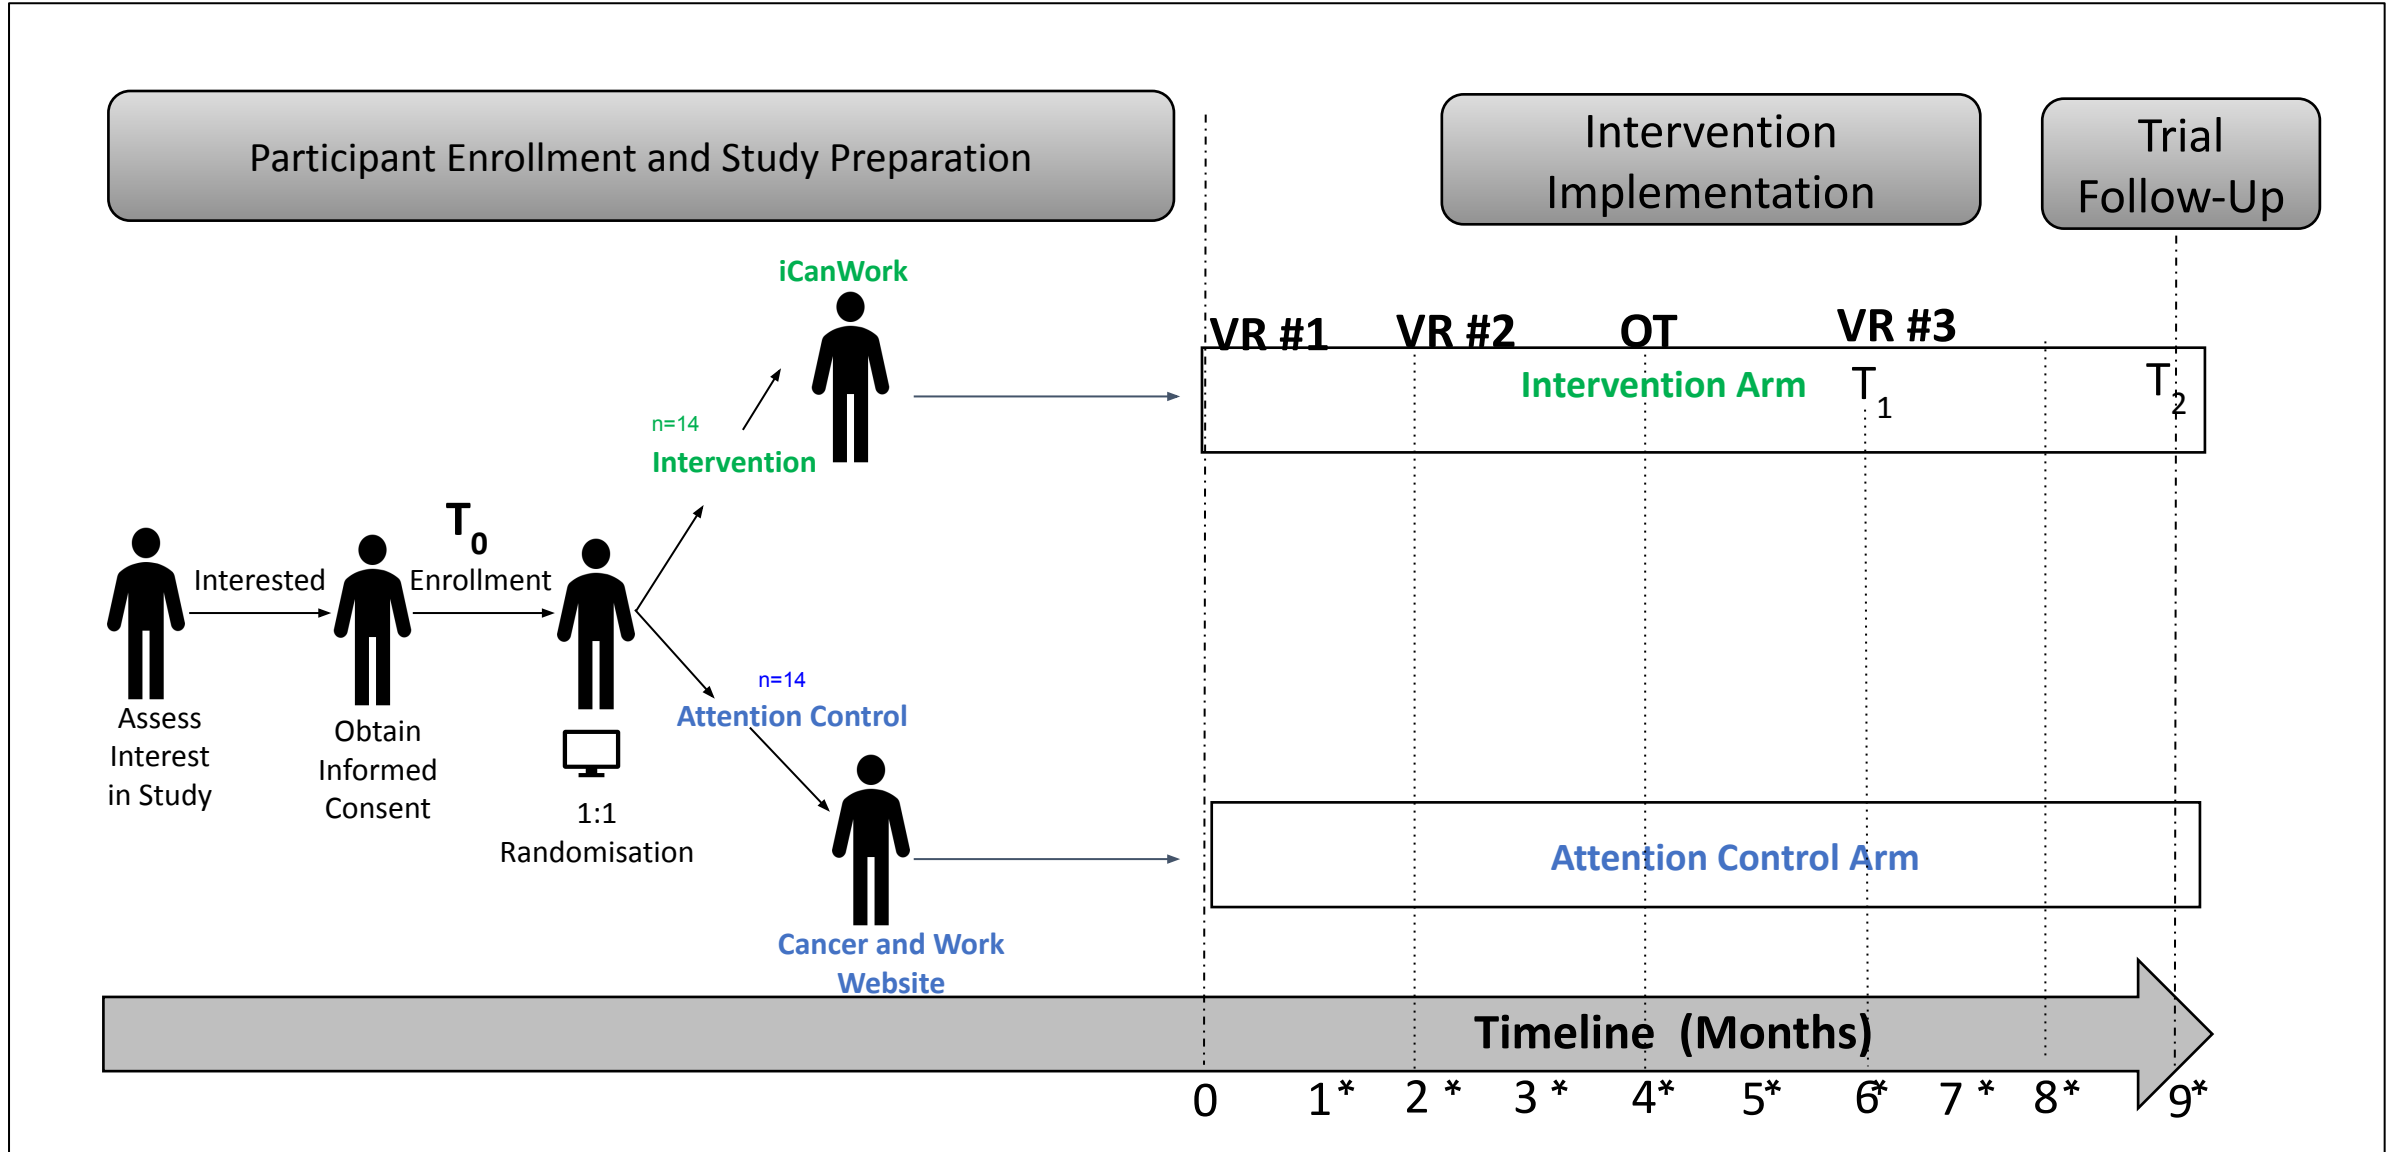 Participant Enrollment and Study Preparation
Intervention
Implementation
Trial
Follow-Up
iCanWork
n=14
Intervention
T0
Interested
Enrollment
Assess
Interest
in Study
Obtain
Informed
Consent
1:1
Randomisation
n=14
Attention Control
Cancer and Work
Website
VR #1
VR #2
OT
VR #3
Intervention Arm
T1
T2
Attention Control Arm
Timeline (Months)
0 1* 2 * 3 * 4* 5* 6* 7 * 8* 9*